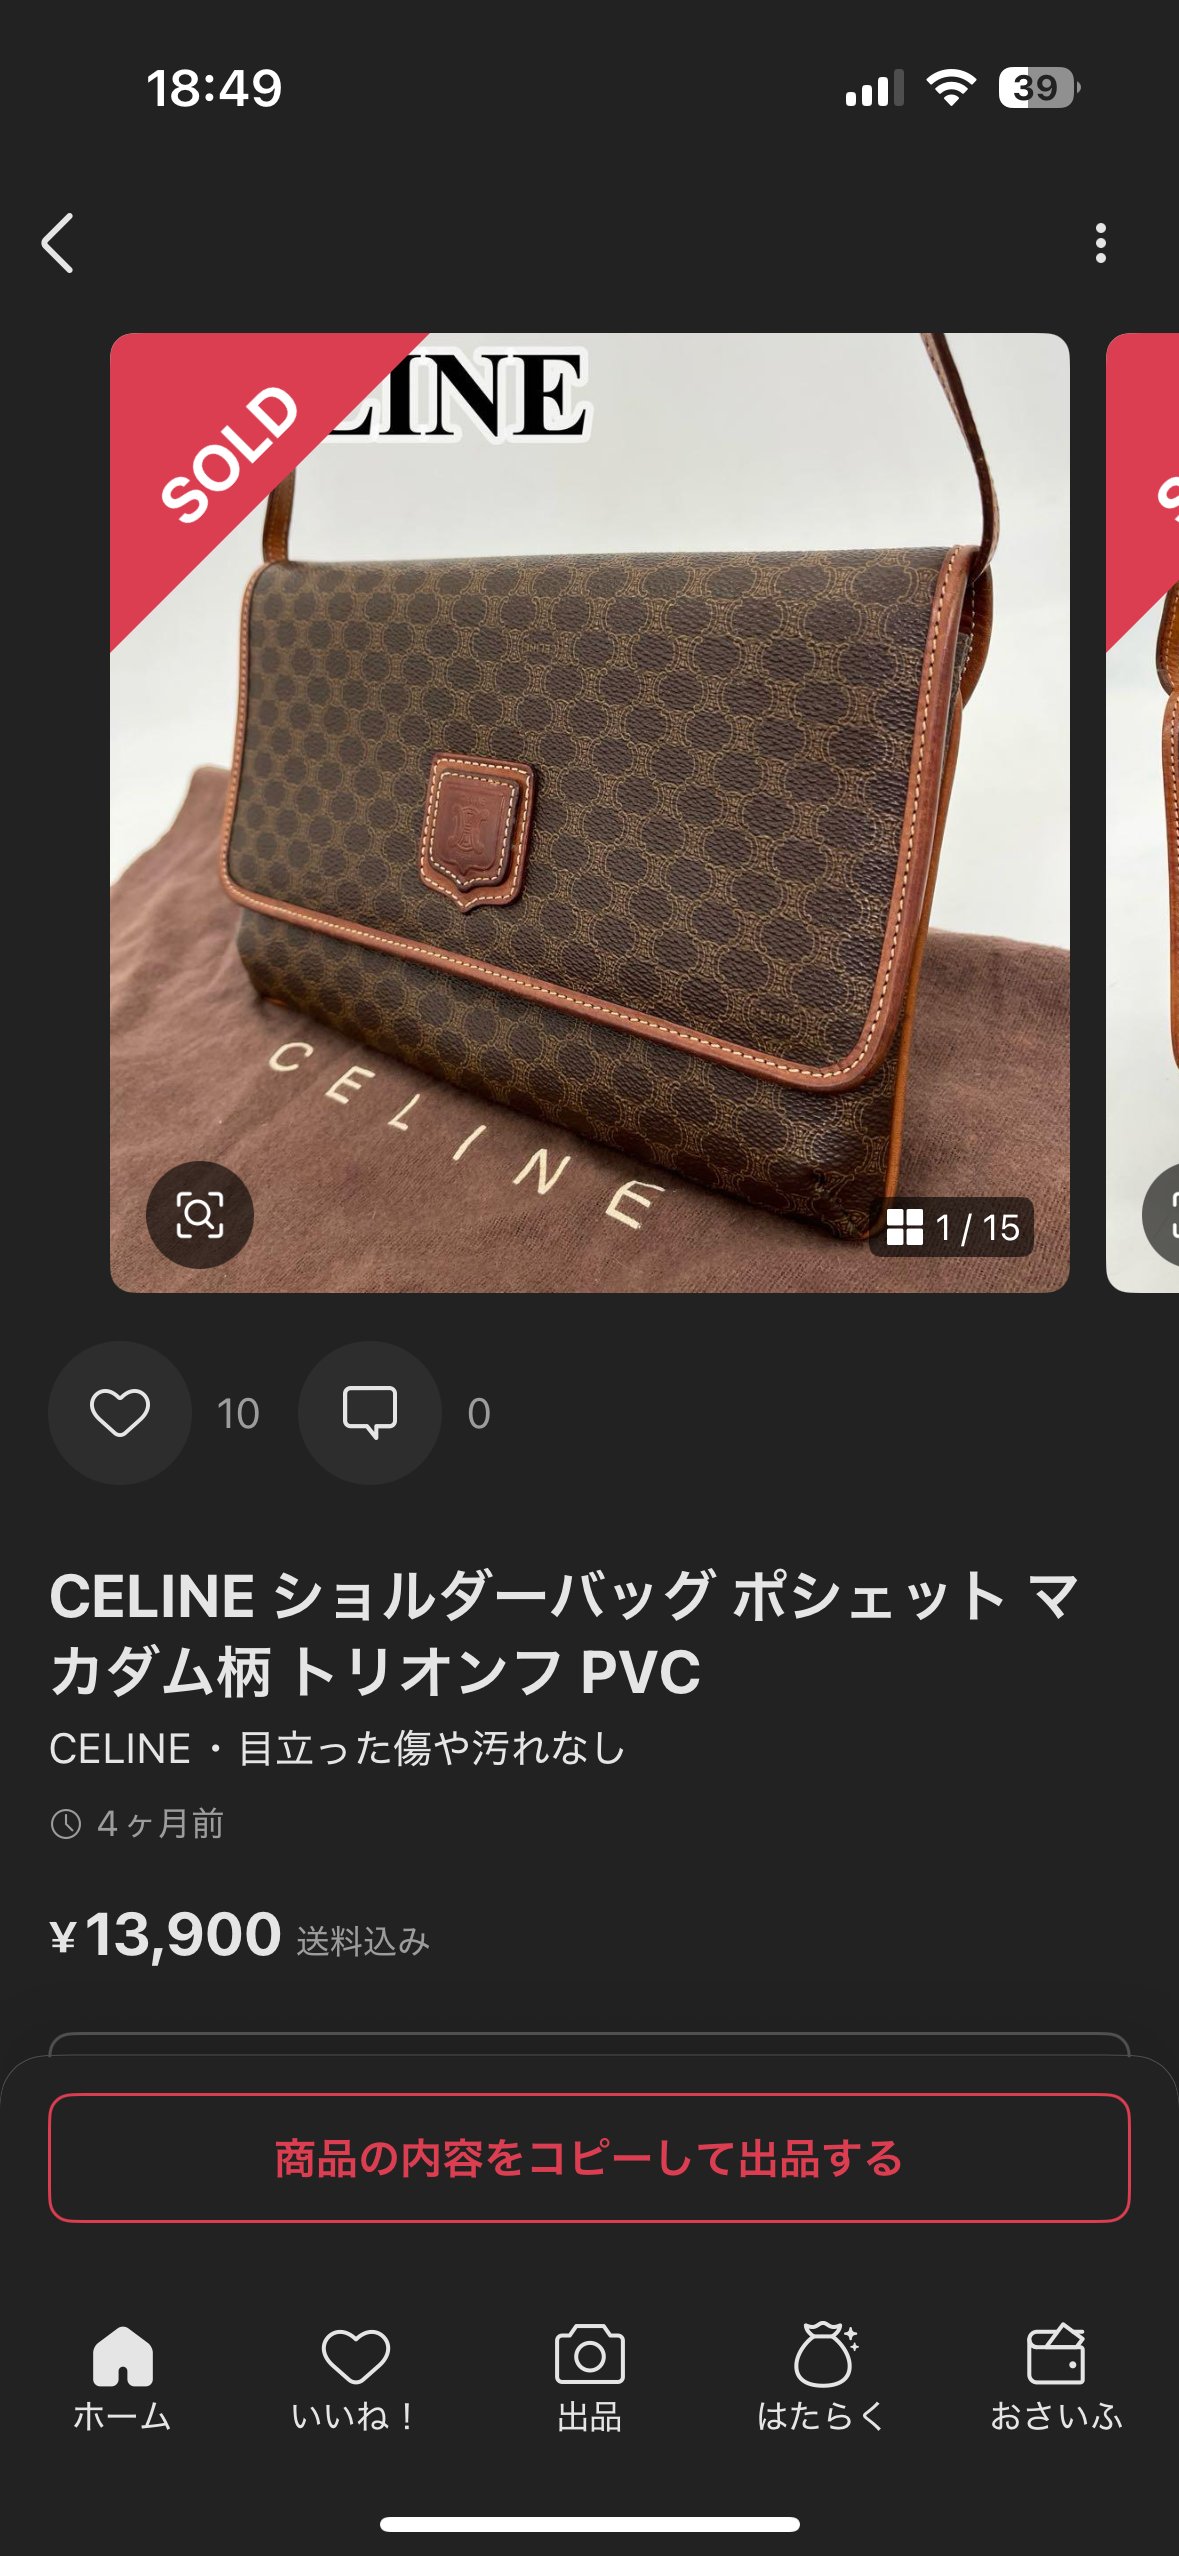 18:49
39
SOLD
LINE
CELINE
1 / 15
10
0
CELINE ショルダーバッグ ポシェット マ
カダム柄 トリオンフ PVC
CELINE・目立った傷や汚れなし
4ヶ月前
¥13,900 送料込み
商品の内容をコピーして出品する
ホーム
いいね！
出品
はたらく
おさいふ